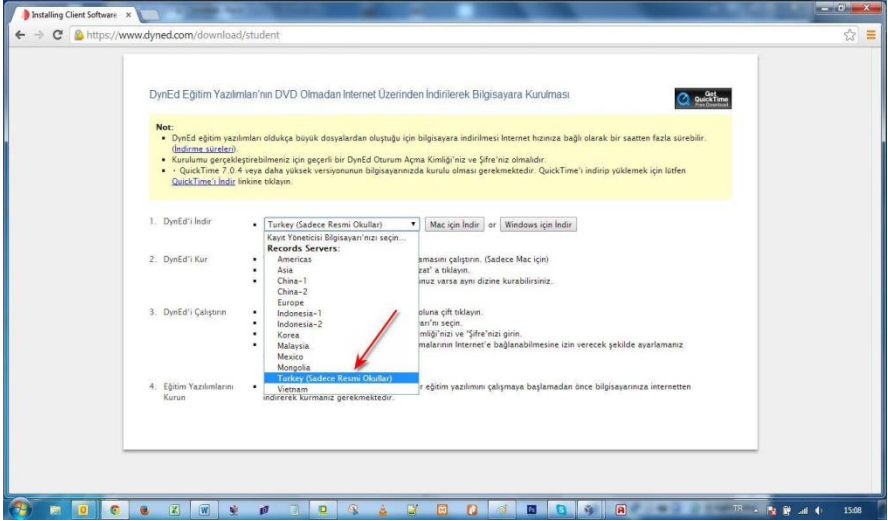 Installing Client Software
https://www.dyned.com/download/student
DynEd Eğitim Yazılımları'nın DVD Olmadan Internet Üzerinden İndirilerek Bilgisayara Kurulması
Get
QuickTime
Free Download
Not:
DynEd eğitim yazılımları oldukça büyük dosyalardan oluştuğu için bilgisayara indirilmesi Internet hızınıza bağlı olarak bir saatten fazla sürebilir.
(İndirme süreleri).
Kurulumu gerçekleştirebilmeniz için geçerli bir DynEd Oturum Açma Kimliği'niz ve Şifre'niz olmalıdır.
· QuickTime 7.0.4 veya daha yüksek versiyonunun bilgisayarınızda kurulu olması gerekmektedir. QuickTime'ı indirip yüklemek için lütfen
QuickTime'ı İndir linkine tıklayın.
1. DynEd'i İndir
Turkey (Sadece Resmi Okullar)
Mac için İndir or Windows için İndir
Kayıt Yöneticisi Bilgisayarı'nızı seçin...
Records Servers:
Americas
2. DynEd'i Kur
amasını çalıştırın. (Sadece Mac için)
Asia
zat' a tıklayın.
China-1
nuz varsa aynı dizine kurabilirsiniz.
China-2
Europe
3. DynEd'i Çalıştırın
Indonesia-1
oluna çift tıklayın.
Indonesia-2
arı'nı seçin.
Korea
mliği'nizi ve 'Şifre'nizi girin.
Malaysia
malarının Internet'e bağlanabilmesine izin verecek şekilde ayarlamanız
Mexico
Mongolia
Turkey (Sadece Resmi Okullar)
4. Eğitim Yazılımlarını
Kurun
r eğitim yazılımını çalışmaya başlamadan önce bilgisayarınıza internetten
Vietnam
indirerek kurmanız gerekmektedir.
TR
15:08